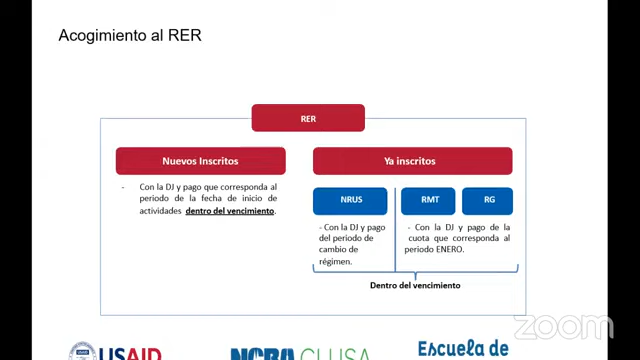 Acogimiento al RER
RER
Nuevos Inscritos
- Con la DJ y pago que corresponda al
periodo de la fecha de inicio de
actividades dentro del vencimiento.
Ya inscritos
NRUS
RMT
RG
- Con la DJ y pago
del periodo de
cambio de
régimen.
- Con la DJ y pago de la
cuota que corresponda al
periodo ENERO.
Dentro del vencimiento
zoom
USAID
NCBA CLUSA
Escuela de